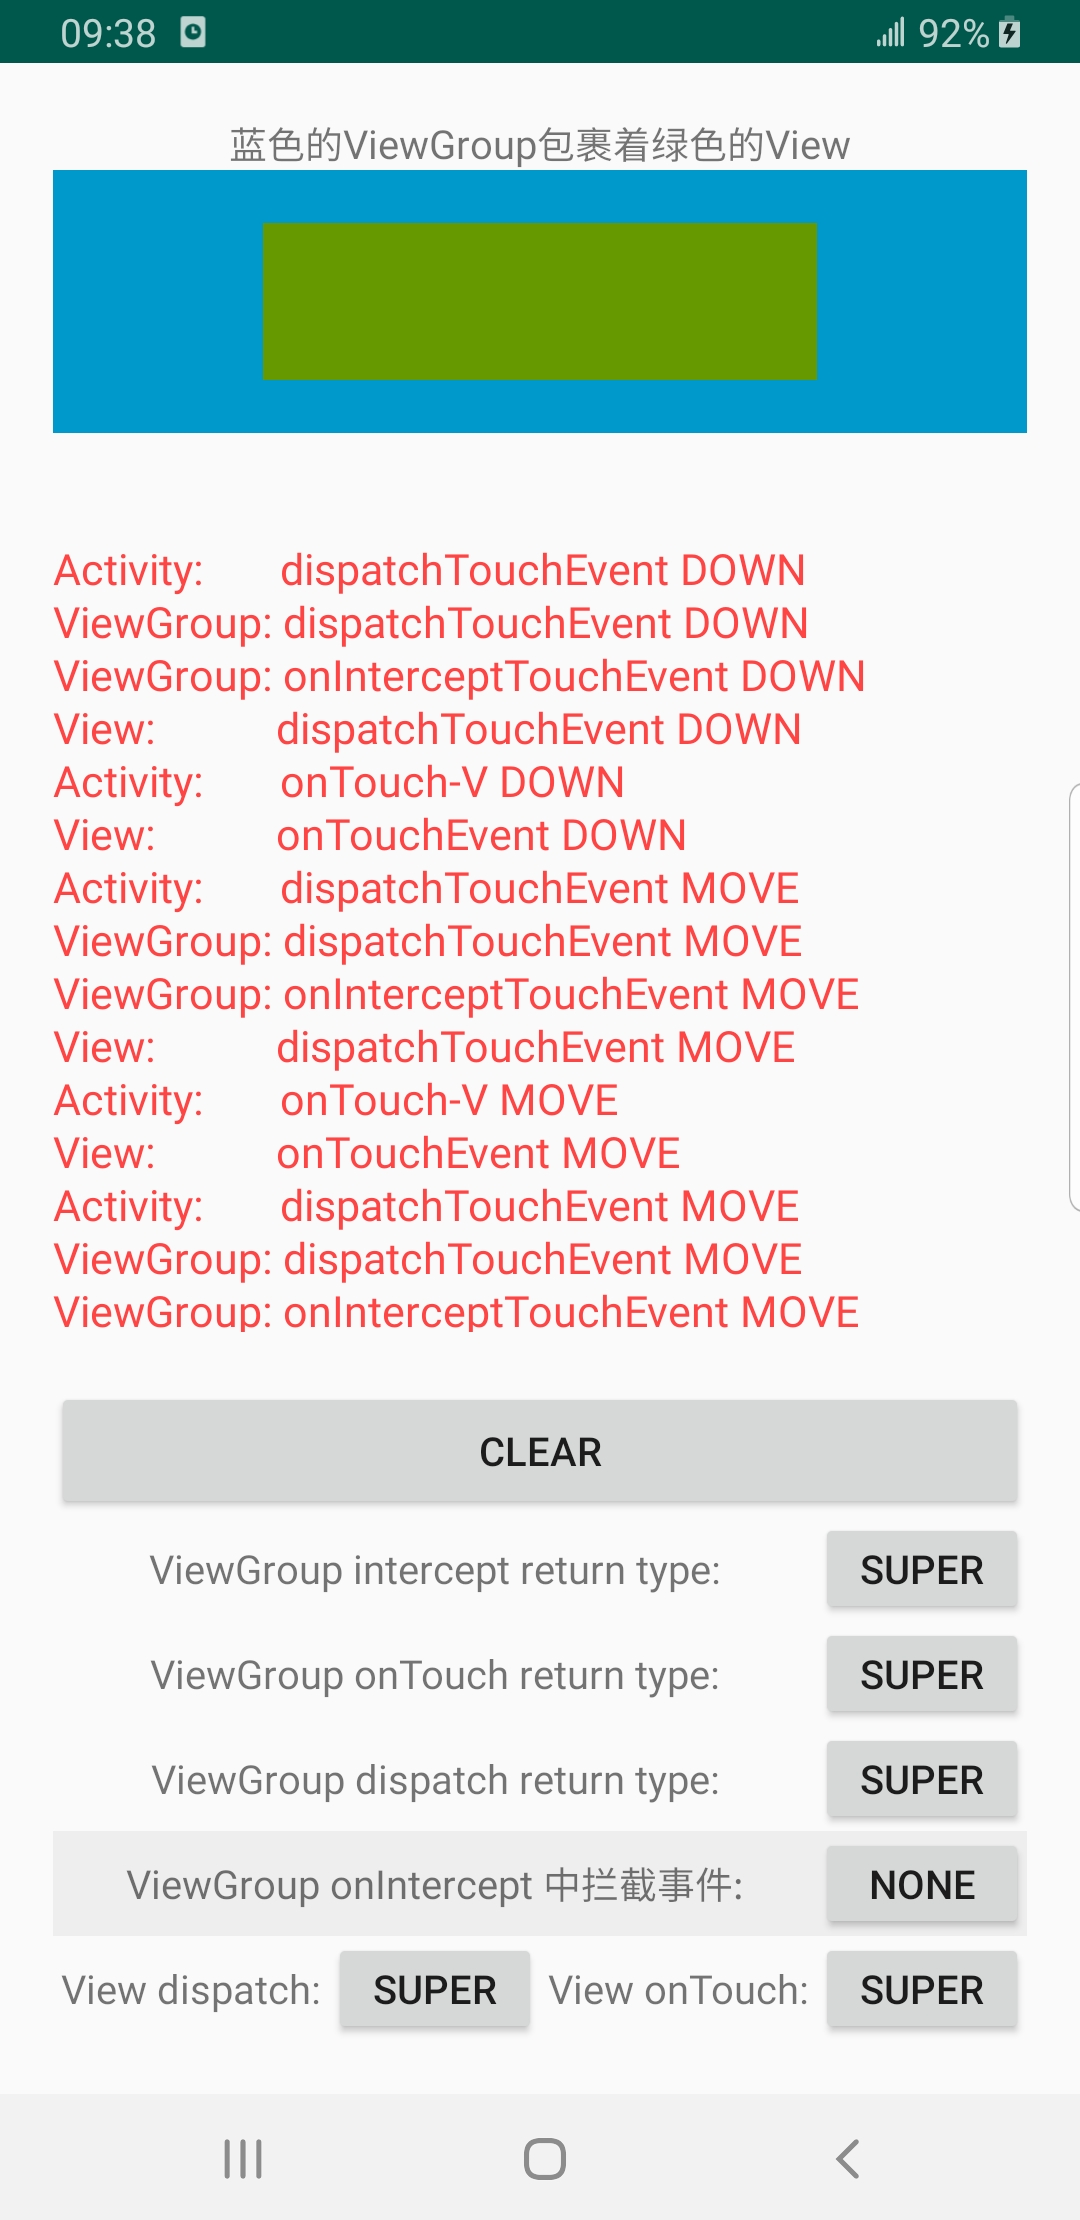 09:38 92%
蓝色的ViewGroup包裹着绿色的View
Activity: dispatchTouchEvent DOWN
ViewGroup: dispatchTouchEvent DOWN
ViewGroup: onInterceptTouchEvent DOWN
View: dispatchTouchEvent DOWN
Activity: onTouch-V DOWN
View: onTouchEvent DOWN
Activity: dispatchTouchEvent MOVE
ViewGroup: dispatchTouchEvent MOVE
ViewGroup: onInterceptTouchEvent MOVE
View: dispatchTouchEvent MOVE
Activity: onTouch-V MOVE
View: onTouchEvent MOVE
Activity: dispatchTouchEvent MOVE
ViewGroup: dispatchTouchEvent MOVE
ViewGroup: onInterceptTouchEvent MOVE
CLEAR
ViewGroup intercept return type: SUPER
ViewGroup onTouch return type: SUPER
ViewGroup dispatch return type: SUPER
ViewGroup onIntercept 中拦截事件: NONE
View dispatch: SUPER View onTouch: SUPER